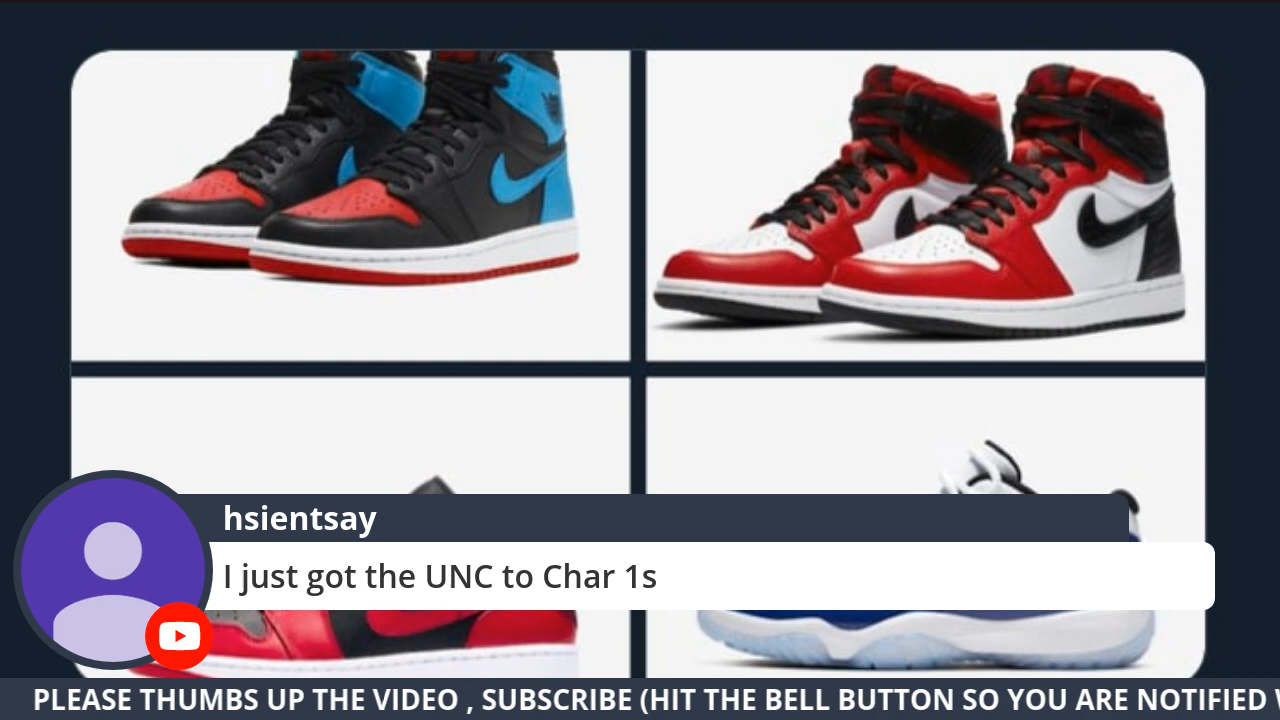 hsientsay
I just got the UNC to Char 1s
PLEASE THUMBS UP THE VIDEO , SUBSCRIBE (HIT THE BELL BUTTON SO YOU ARE NOTIFIED